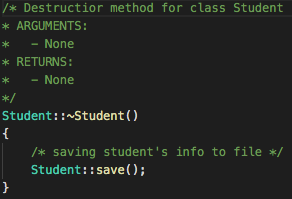 /* Destructior method for class Student
* ARGUMENTS:
*   - None
* RETURNS:
*   - None
*/
Student::~Student()
{
    /* saving student's info to file */
    Student::save();
}